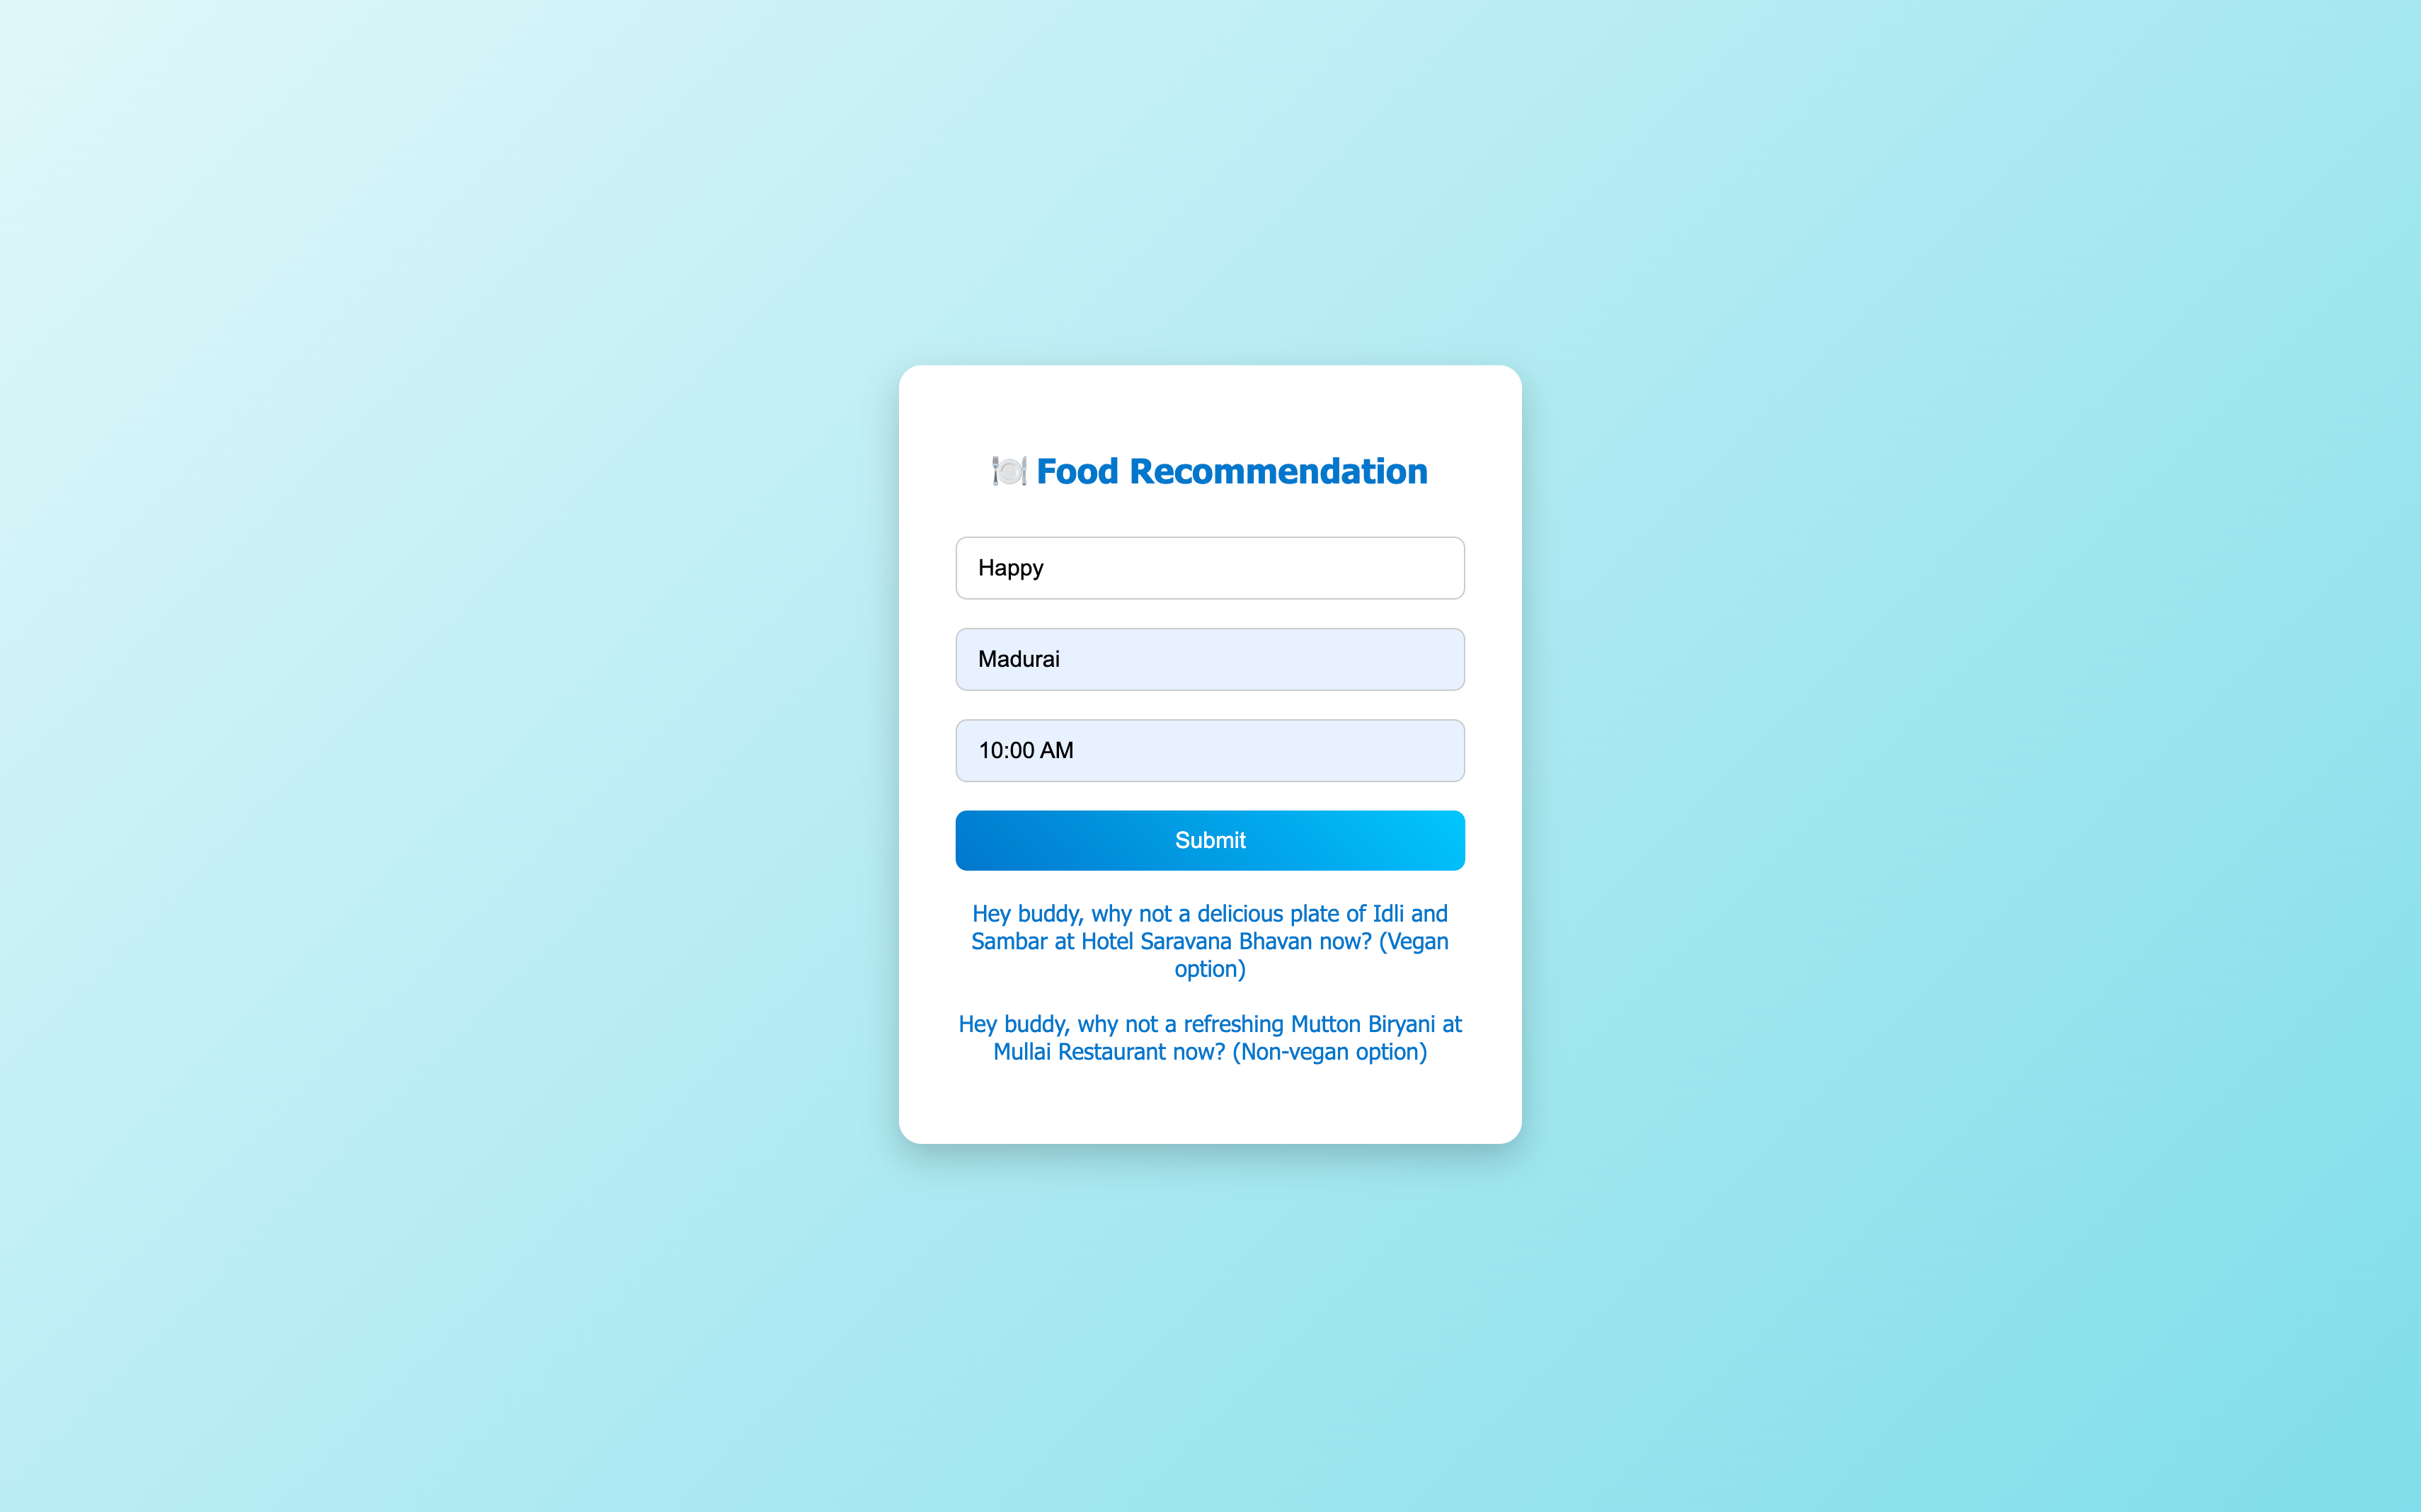 🍽️ Food Recommendation
Happy
Madurai
10:00 AM
Submit
Hey buddy, why not a delicious plate of Idli and
Sambar at Hotel Saravana Bhavan now? (Vegan
option)
Hey buddy, why not a refreshing Mutton Biryani at
Mullai Restaurant now? (Non-vegan option)